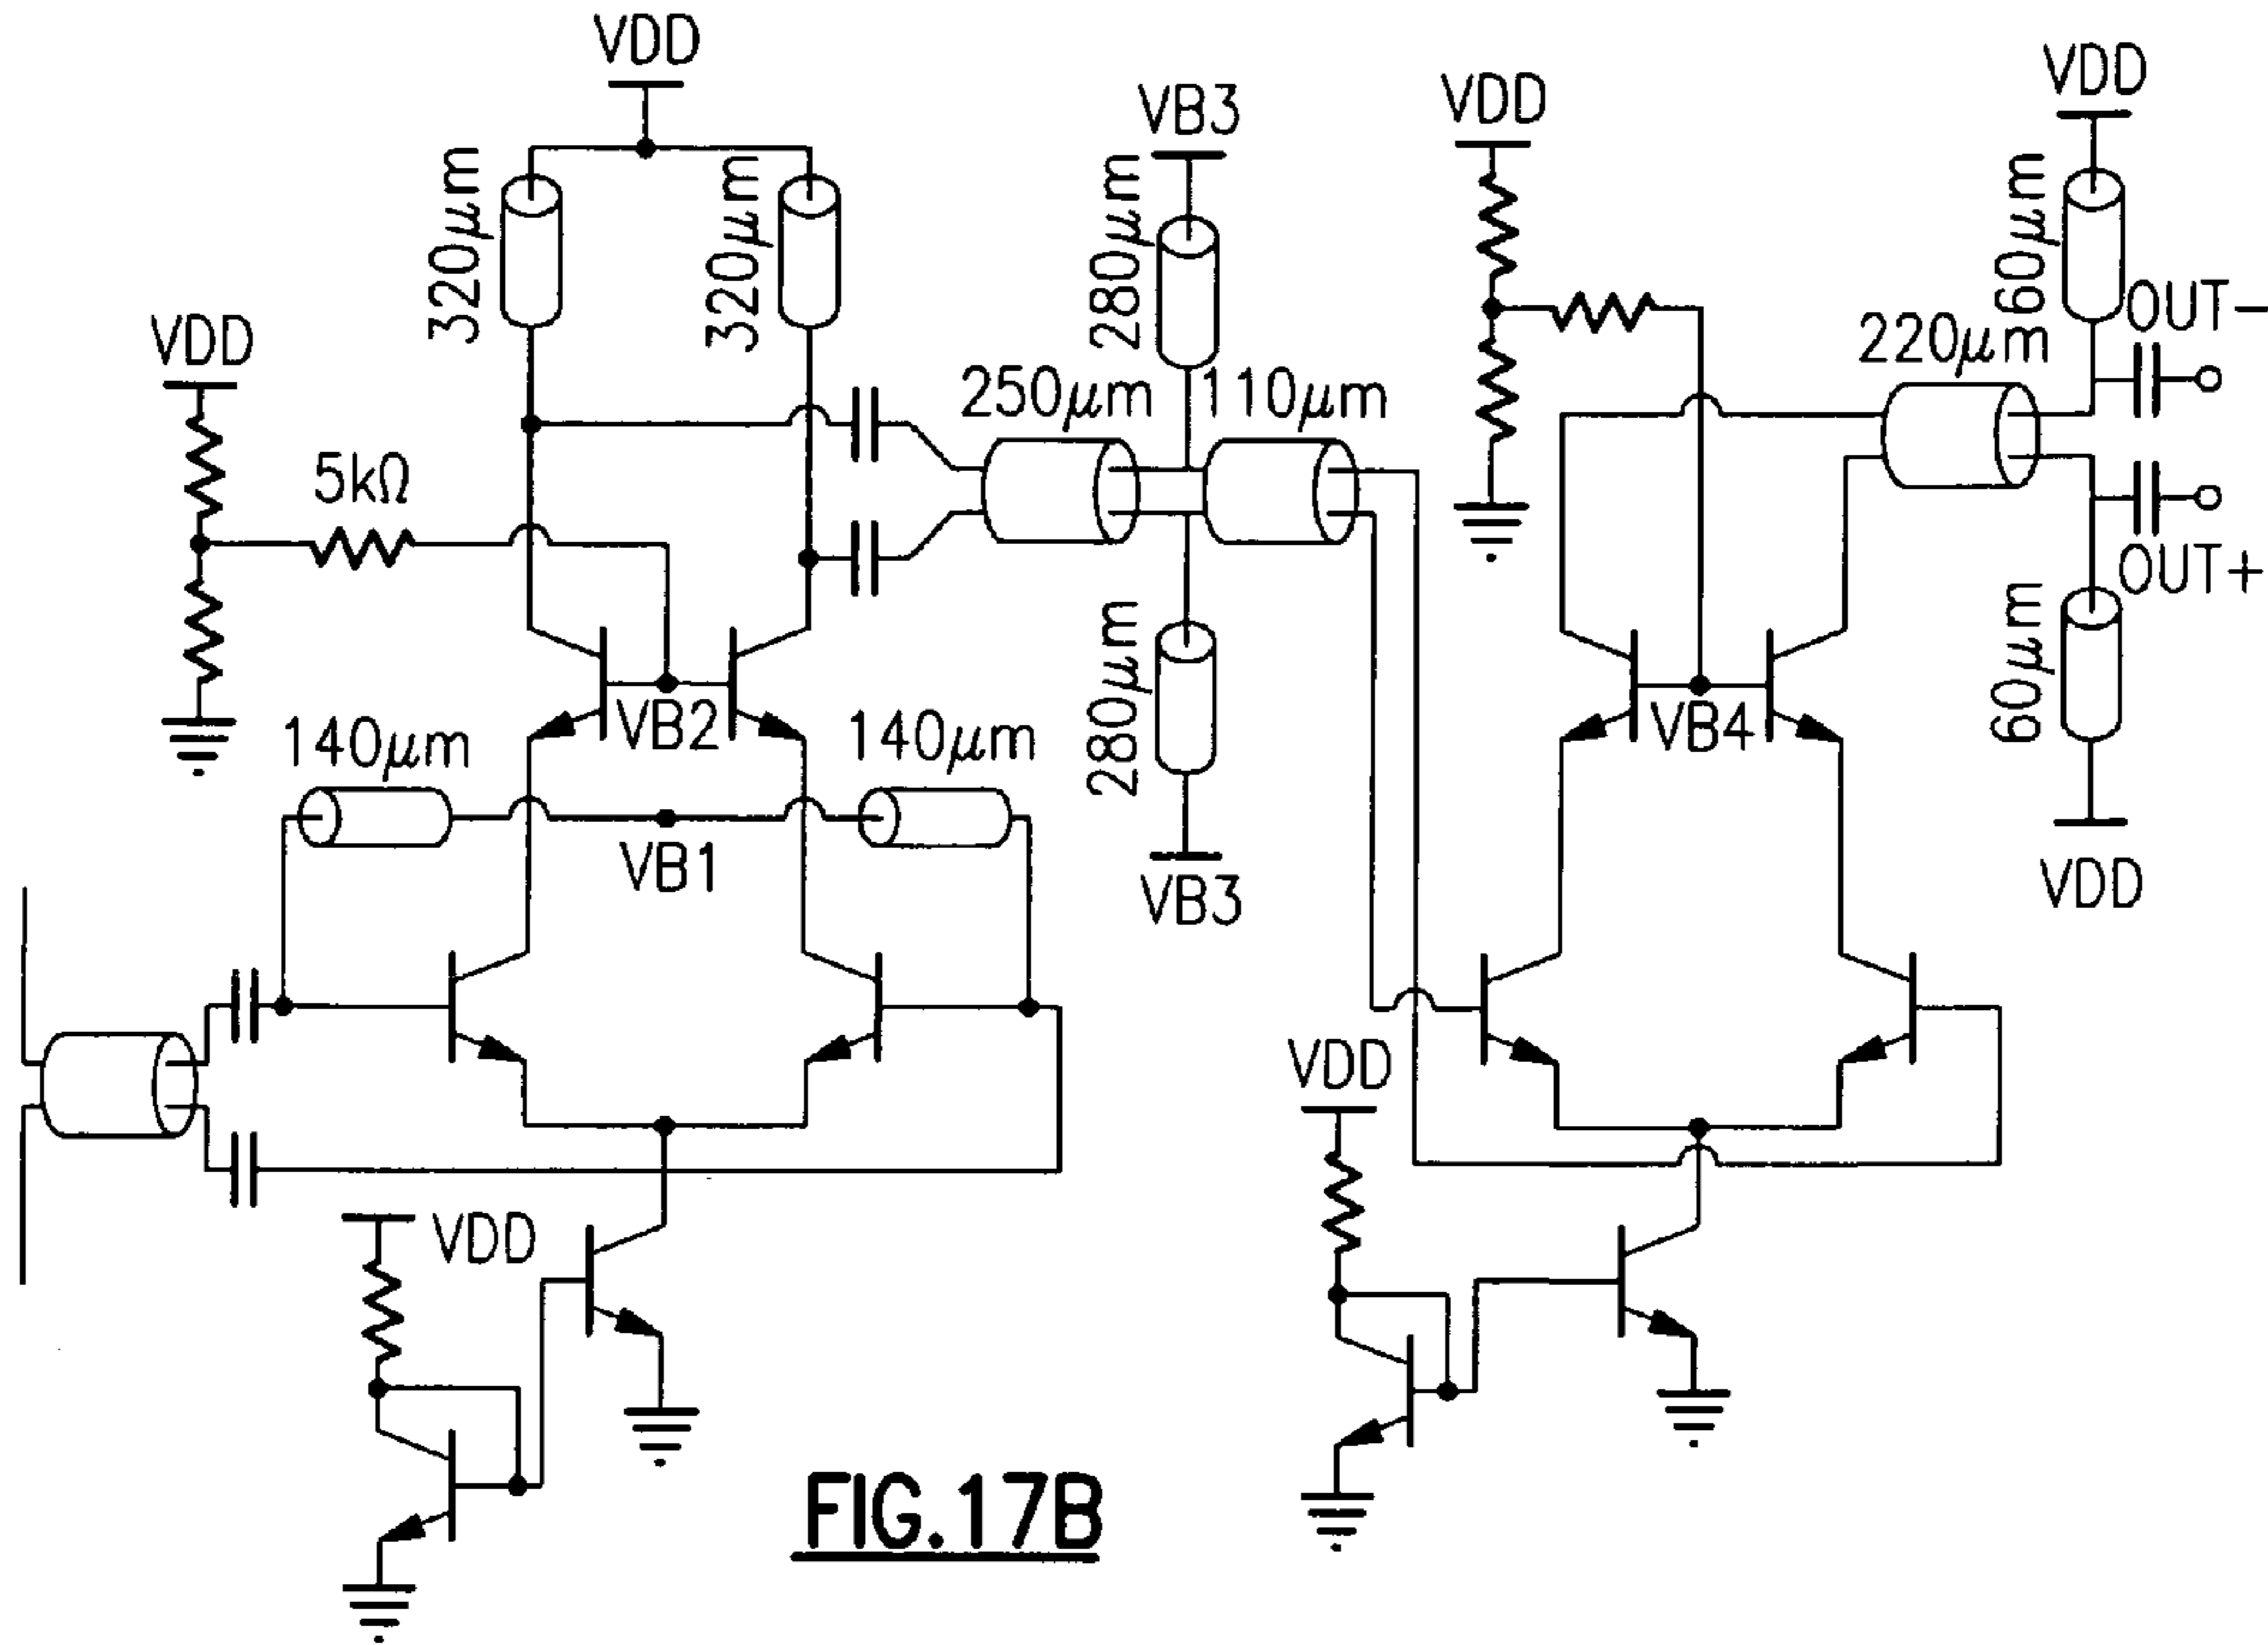 VDD
VDD
VB3
VDD
320μm
320μm
280μm
60μm
OUT-
VDD
220μm
250μm
110μm
5kΩ
OUT+
280μm
60μm
VB2
VB4
140μm
140μm
VB1
VB3
VDD
VDD
VDD
FIG.17B